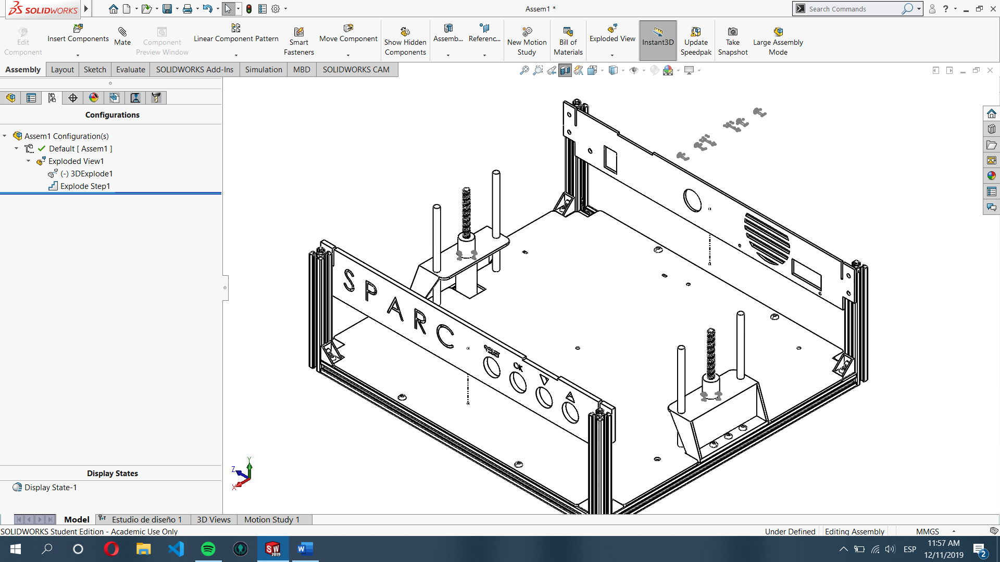 SOLIDWORKS
Assem1 *
Search Commands
?
Edit Component
Insert Components
Mate
Component Preview Window
Linear Component Pattern
Smart Fasteners
Move Component
Show Hidden Components
Assemb...
Referenc...
New Motion Study
Bill of Materials
Exploded View
Instant3D
Update Speedpak
Take Snapshot
Large Assembly Mode
Assembly
Layout
Sketch
Evaluate
SOLIDWORKS Add-Ins
Simulation
MBD
SOLIDWORKS CAM
Configurations
Assem1 Configuration(s)
Default [ Assem1 ]
Exploded View1
(-) 3DExplode1
Explode Step1
SPARC
OK
Y
Z
X
Display States
Display State-1
Model
Estudio de diseño 1
3D Views
Motion Study 1
SOLIDWORKS Student Edition - Academic Use Only
Under Defined
Editing Assembly
MMGS
SW 2019
W
ESP
11:57 AM
12/11/2019
2